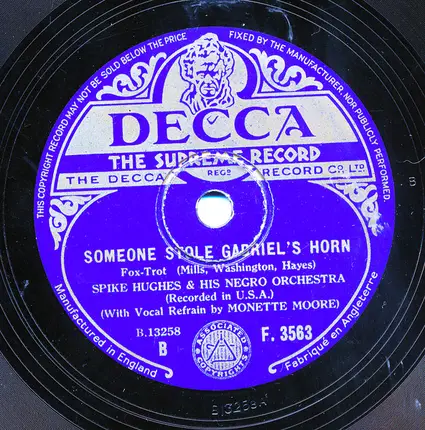 THIS COPYRIGHT RECORD MAY NOT BE SOLD BELOW THE PRICE
FIXED BY THE MANUFACTURER NOR PUBLICLY PERFORMED.
DECCA
THE SUPREME RECORD
THE DECCA REGD RECORD CO. LTD
SOMEONE STOLE GABRIEL'S HORN
Fox-Trot (Mills, Washington, Hayes)
SPIKE HUGHES & HIS NEGRO ORCHESTRA
(Recorded in U.S.A.)
(With Vocal Refrain by MONETTE MOORE)
B.13258
B
F. 3563
ASSOCIATED
COPYRIGHTS
Manufactured in England
Fabriqué en Angleterre